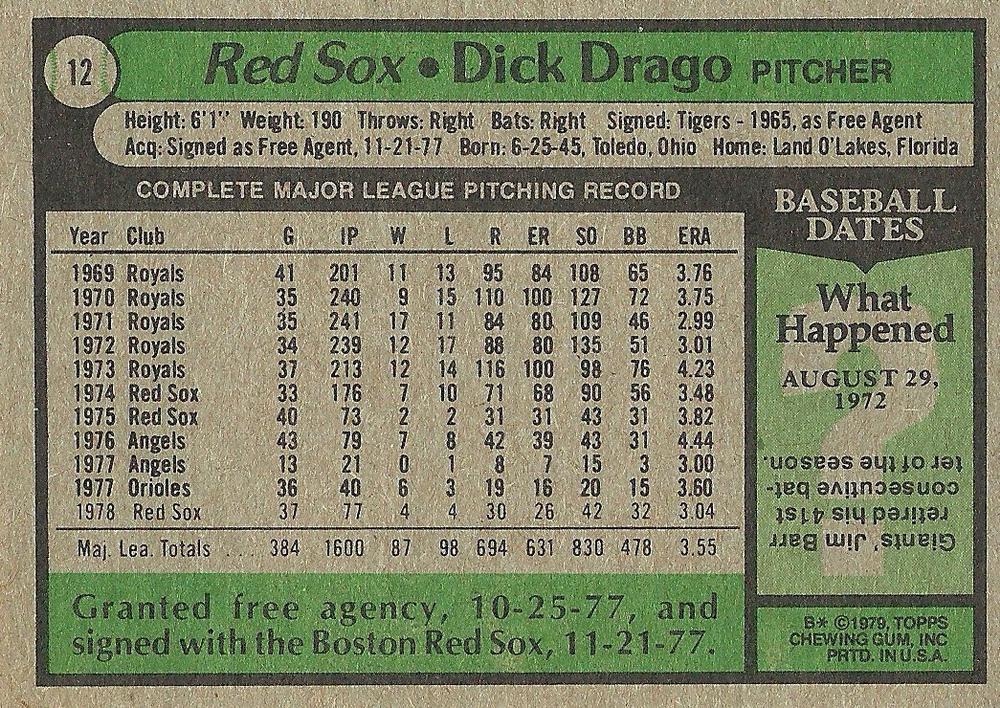 12
Red Sox • Dick Drago PITCHER
Height: 6'1" Weight: 190 Throws: Right Bats: Right Signed: Tigers - 1965, as Free Agent
Acq: Signed as Free Agent, 11-21-77 Born: 6-25-45, Toledo, Ohio Home: Land O'Lakes, Florida
COMPLETE MAJOR LEAGUE PITCHING RECORD
Year Club G IP W L R ER SO BB ERA
1969 Royals 41 201 11 13 95 84 108 65 3.76
1970 Royals 35 240 9 15 110 100 127 72 3.75
1971 Royals 35 241 17 11 84 80 109 46 2.99
1972 Royals 34 239 12 17 88 80 135 51 3.01
1973 Royals 37 213 12 14 116 100 98 76 4.23
1974 Red Sox 33 176 7 10 71 68 90 56 3.48
1975 Red Sox 40 73 2 2 31 31 43 31 3.82
1976 Angels 43 79 7 8 42 39 43 31 4.44
1977 Angels 13 21 0 1 8 7 15 3 3.00
1977 Orioles 36 40 6 3 19 16 20 15 3.60
1978 Red Sox 37 77 4 4 30 26 42 32 3.04
Maj. Lea. Totals .... 384 1600 87 98 694 631 830 478 3.55
Granted free agency, 10-25-77, and
signed with the Boston Red Sox, 11-21-77.
BASEBALL
DATES
What
Happened
AUGUST 29,
1972
Giants' Jim Barr
retired his 41st
consecutive bat-
ter of the season.
B* ©1979, TOPPS
CHEWING GUM, INC
PRTD. IN U.S.A.